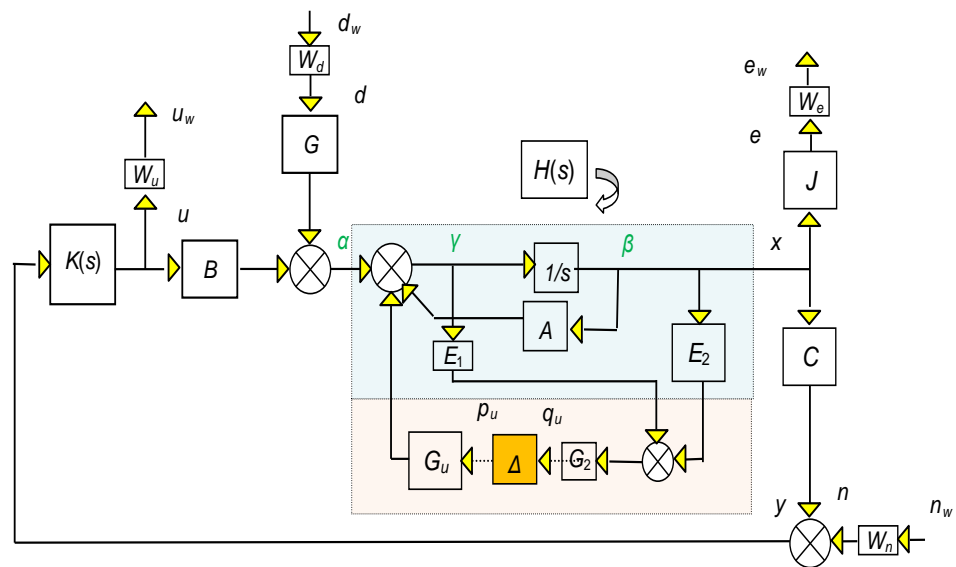 d_w
e_w
W_d
u_w
d
W_e
e
G
H(s)
J
W_u
u
α
γ
β
x
K(s)
B
1/s
A
E_1
E_2
C
p_u
q_u
G_u
Δ
G_2
y
n
n_w
W_n